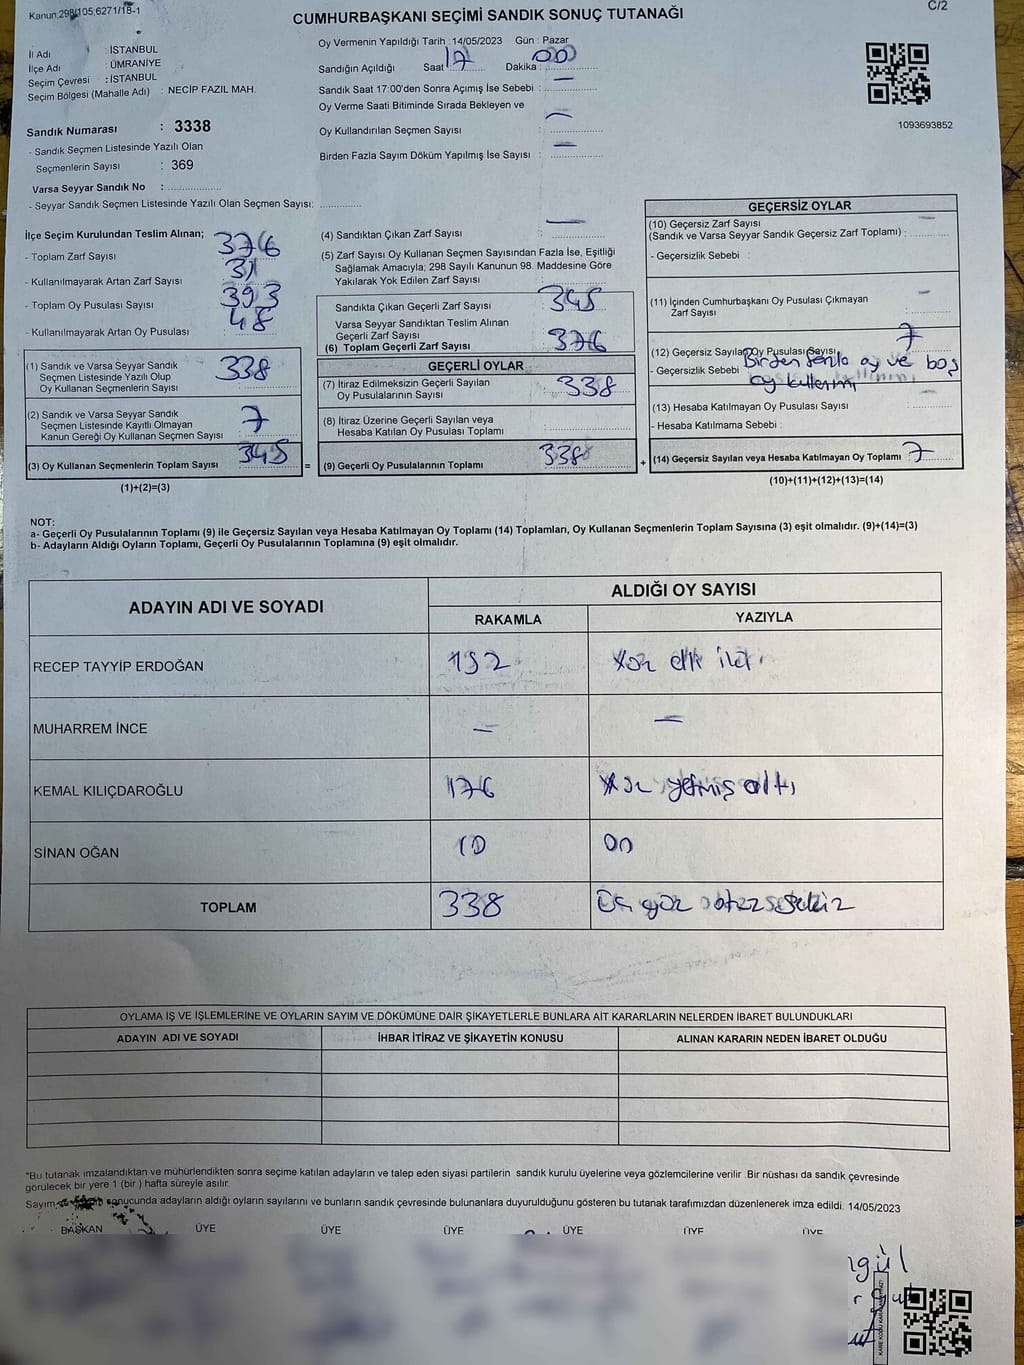 Kanun:298/105;6271/18-1
C/2
CUMHURBAŞKANI SEÇİMİ SANDIK SONUÇ TUTANAĞI
İl Adı : İSTANBUL
İlçe Adı : ÜMRANİYE
Seçim Çevresi : İSTANBUL
Seçim Bölgesi (Mahalle Adı) : NECİP FAZIL MAH.
Sandık Numarası : 3338
- Sandık Seçmen Listesinde Yazılı Olan
Seçmenlerin Sayısı : 369
Varsa Seyyar Sandık No : ....................
- Seyyar Sandık Seçmen Listesinde Yazılı Olan Seçmen Sayısı: ...............
Oy Vermenin Yapıldığı Tarih : 14/05/2023 Gün : Pazar
Sandığın Açıldığı Saat 17 Dakika : 00
Sandık Saat 17:00'den Sonra Açımış İse Sebebi : —
Oy Verme Saati Bitiminde Sırada Bekleyen ve
Oy Kullandırılan Seçmen Sayısı : —
Birden Fazla Sayım Döküm Yapılmış İse Sayısı : —
1093693852
İlçe Seçim Kurulundan Teslim Alınan;
- Toplam Zarf Sayısı 376
- Kullanılmayarak Artan Zarf Sayısı 31
- Toplam Oy Pusulası Sayısı 393
- Kullanılmayarak Artan Oy Pusulası 48
(1) Sandık ve Varsa Seyyar Sandık
Seçmen Listesinde Yazılı Olup
Oy Kullanan Seçmenlerin Sayısı 338
(2) Sandık ve Varsa Seyyar Sandık
Seçmen Listesinde Kayıtlı Olmayan
Kanun Gereği Oy Kullanan Seçmen Sayısı 7
(3) Oy Kullanan Seçmenlerin Toplam Sayısı 345
(1)+(2)=(3)
(4) Sandıktan Çıkan Zarf Sayısı : —
(5) Zarf Sayısı Oy Kullanan Seçmen Sayısından Fazla İse, Eşitliği
Sağlamak Amacıyla; 298 Sayılı Kanunun 98. Maddesine Göre
Yakılarak Yok Edilen Zarf Sayısı
Sandıkta Çıkan Geçerli Zarf Sayısı 345
Varsa Seyyar Sandıktan Teslim Alınan
Geçerli Zarf Sayısı
(6) Toplam Geçerli Zarf Sayısı 376
GEÇERLİ OYLAR
(7) İtiraz Edilmeksizin Geçerli Sayılan
Oy Pusulalarının Sayısı 338
(8) İtiraz Üzerine Geçerli Sayılan veya
Hesaba Katılan Oy Pusulası Toplamı
= (9) Geçerli Oy Pusulalarının Toplamı 338
GEÇERSİZ OYLAR
(10) Geçersiz Zarf Sayısı
(Sandık ve Varsa Seyyar Sandık Geçersiz Zarf Toplamı) : —
- Geçersizlik Sebebi :
(11) İçinden Cumhurbaşkanı Oy Pusulası Çıkmayan
Zarf Sayısı : —
(12) Geçersiz Sayılan Oy Pusulası Sayısı 7
- Geçersizlik Sebebi Birden fazla oy ve boş
oy kullanımı
(13) Hesaba Katılmayan Oy Pusulası Sayısı : —
- Hesaba Katılmama Sebebi :
+ (14) Geçersiz Sayılan veya Hesaba Katılmayan Oy Toplamı 7
(10)+(11)+(12)+(13)=(14)
NOT:
a- Geçerli Oy Pusulalarının Toplamı (9) ile Geçersiz Sayılan veya Hesaba Katılmayan Oy Toplamı (14) Toplamları, Oy Kullanan Seçmenlerin Toplam Sayısına (3) eşit olmalıdır. (9)+(14)=(3)
b- Adayların Aldığı Oyların Toplamı, Geçerli Oy Pusulalarının Toplamına (9) eşit olmalıdır.
ADAYIN ADI VE SOYADI
ALDIĞI OY SAYISI
RAKAMLA YAZIYLA
RECEP TAYYİP ERDOĞAN 152 Yüz elli iki
MUHARREM İNCE — —
KEMAL KILIÇDAROĞLU 176 Yüz yetmiş altı
SİNAN OĞAN 10 On
TOPLAM 338 Üç yüz otuz sekiz
OYLAMA İŞ VE İŞLEMLERİNE VE OYLARIN SAYIM VE DÖKÜMÜNE DAİR ŞİKAYETLERLE BUNLARA AİT KARARLARIN NELERDEN İBARET BULUNDUKLARI
ADAYIN ADI VE SOYADI İHBAR İTİRAZ VE ŞİKAYETİN KONUSU ALINAN KARARIN NEDEN İBARET OLDUĞU
*Bu tutanak imzalandıktan ve mühürlendikten sonra seçime katılan adayların ve talep eden siyasi partilerin sandık kurulu üyelerine veya gözlemcilerine verilir .Bir nüshası da sandık çevresinde
görülecek bir yere 1 (bir ) hafta süreyle asılır.
Sayım sonucunda adayların aldığı oyların sayılarını ve bunların sandık çevresinde bulunanlara duyurulduğunu gösteren bu tutanak tarafımızdan düzenlenerek imza edildi. 14/05/2023
BAŞKAN ÜYE ÜYE ÜYE ÜYE ÜYE ÜYE